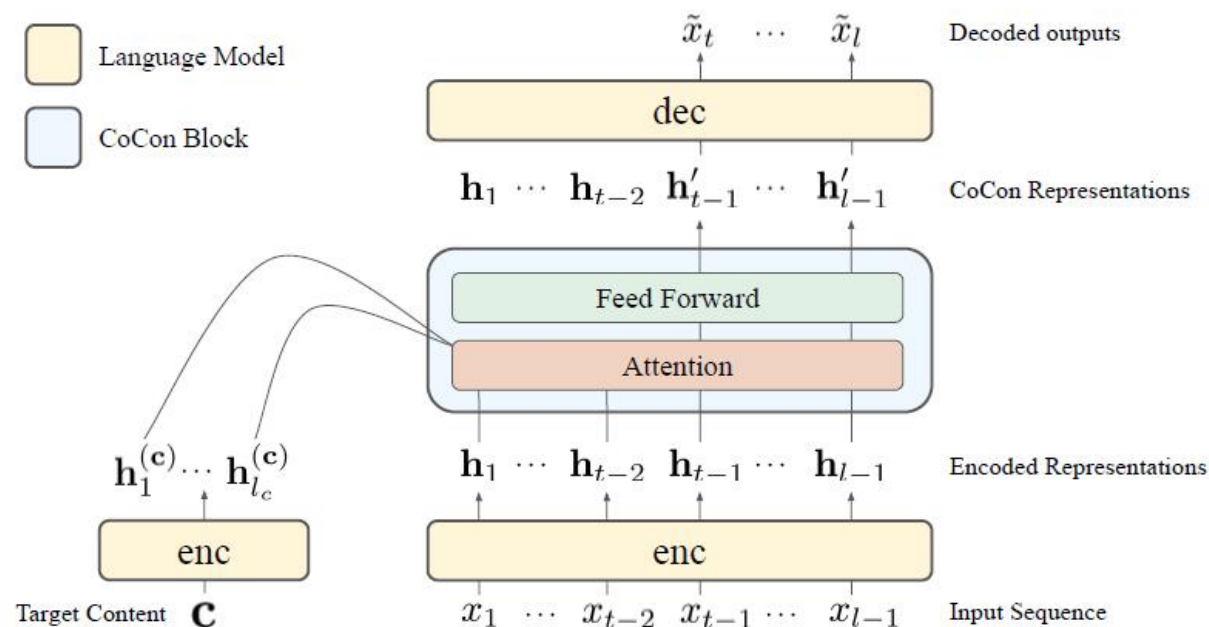 Language Model
CoCon Block
x̃_t ··· x̃_l Decoded outputs
dec
h_1 ··· h_{t−2} h′_{t−1} ··· h′_{l−1} CoCon Representations
Feed Forward
Attention
h_1^{(c)} ··· h_{l_c}^{(c)} h_1 ··· h_{t−2} h_{t−1} ··· h_{l−1} Encoded Representations
enc enc
Target Content c x_1 ··· x_{t−2} x_{t−1} ··· x_{l−1} Input Sequence